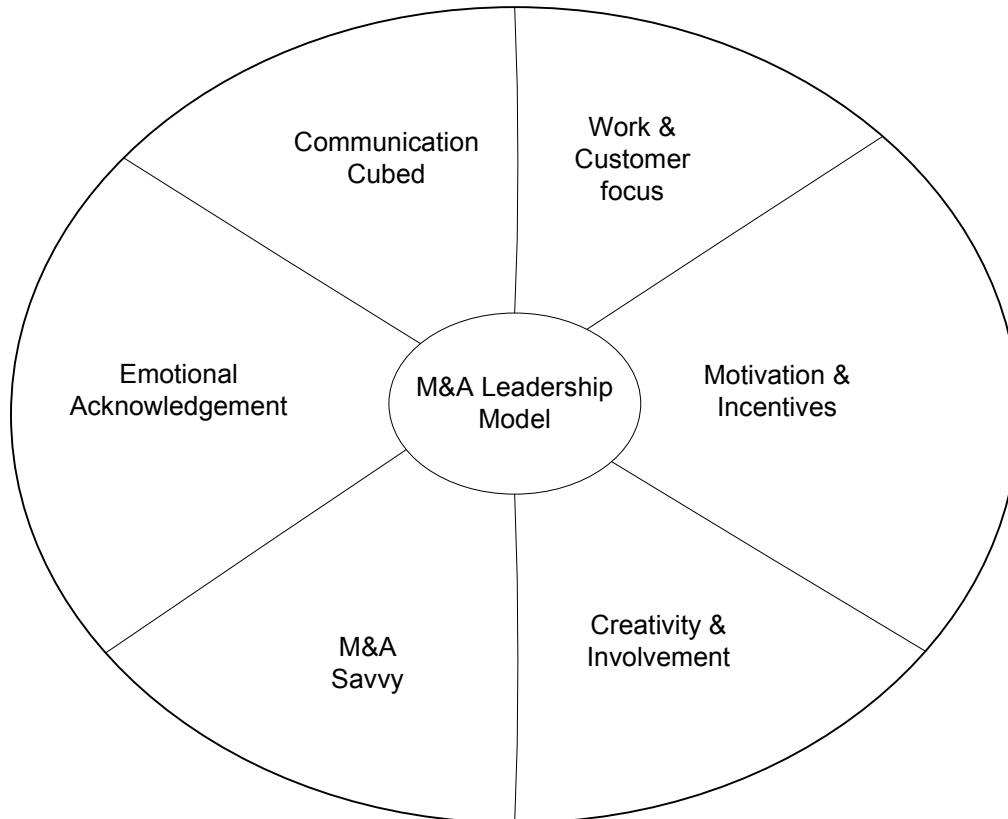 Communication
Cubed
Work &
Customer
focus
Emotional
Acknowledgement
M&A Leadership
Model
Motivation &
Incentives
M&A
Savvy
Creativity &
Involvement